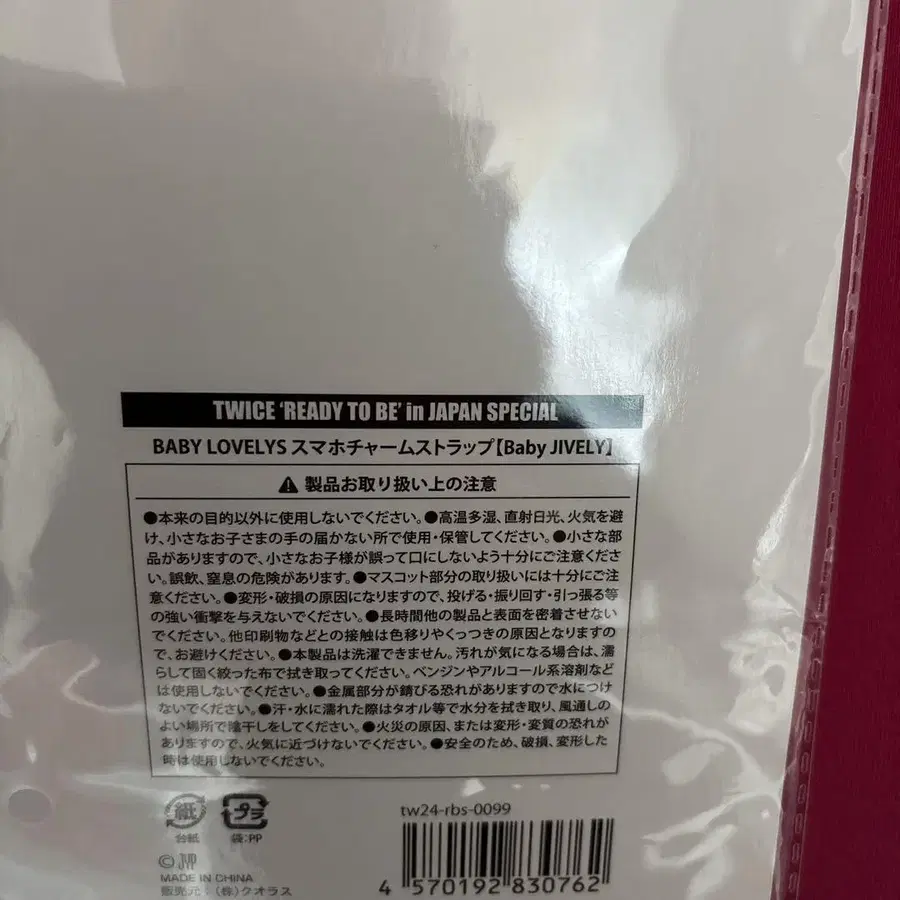 TWICE 'READY TO BE' in JAPAN SPECIAL
BABY LOVELYS スマホチャームストラップ【Baby JIVELY】
⚠ 製品お取り扱い上の注意
●本来の目的以外に使用しないでください。●高温多湿、直射日光、火気を避
け、小さなお子さまの手の届かない所で使用・保管してください。●小さな部
品がありますので、小さなお子様が誤って口にしないよう十分にご注意くださ
い。誤飲、窒息の危険があります。●マスコット部分の取り扱いには十分にご注
意ください。●変形・破損の原因になりますので、投げる・振り回す・引っ張る等
の強い衝撃を与えないでください。●長時間他の製品と表面を密着させない
でください。他印刷物などとの接触は色移りやくっつきの原因となりますの
で、お避けください。●本製品は洗濯できません。汚れが気になる場合は、濡
らして固く絞った布で拭き取ってください。ベンジンやアルコール系溶剤など
は使用しないでください。●金属部分が錆びる恐れがありますので水につけ
ないでください。●汗・水に濡れた際はタオル等で水分を拭き取り、風通しの
よい場所で陰干しをしてください。●火災の原因、または変形・変質の恐れが
ありますので、火気に近づけないでください。●安全のため、破損、変形した
時は使用しないでください。
tw24-rbs-0099
紙 プラ
台紙 袋:PP
© JYP
MADE IN CHINA
販売元:(株)クオラス
4 570192 830762